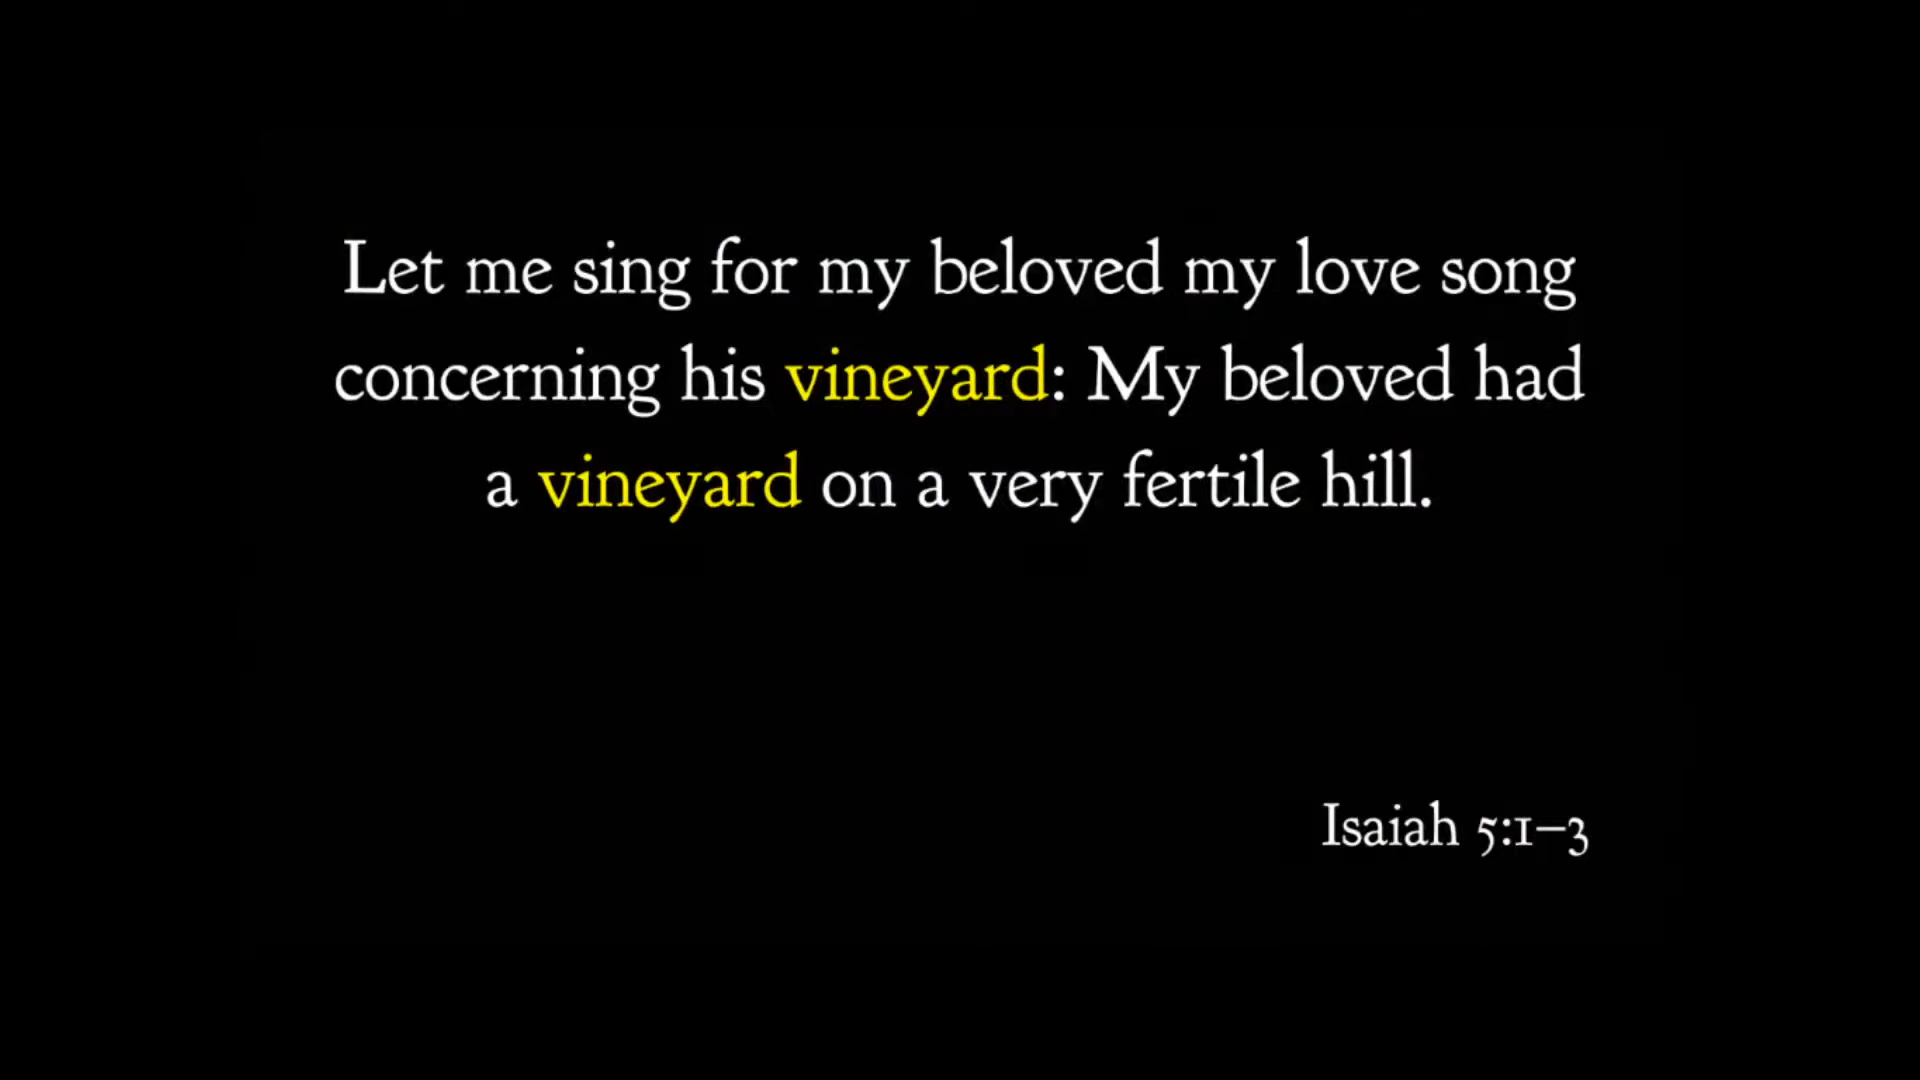 Let me sing for my beloved my love song
concerning his vineyard: My beloved had
a vineyard on a very fertile hill.
Isaiah 5:1–3